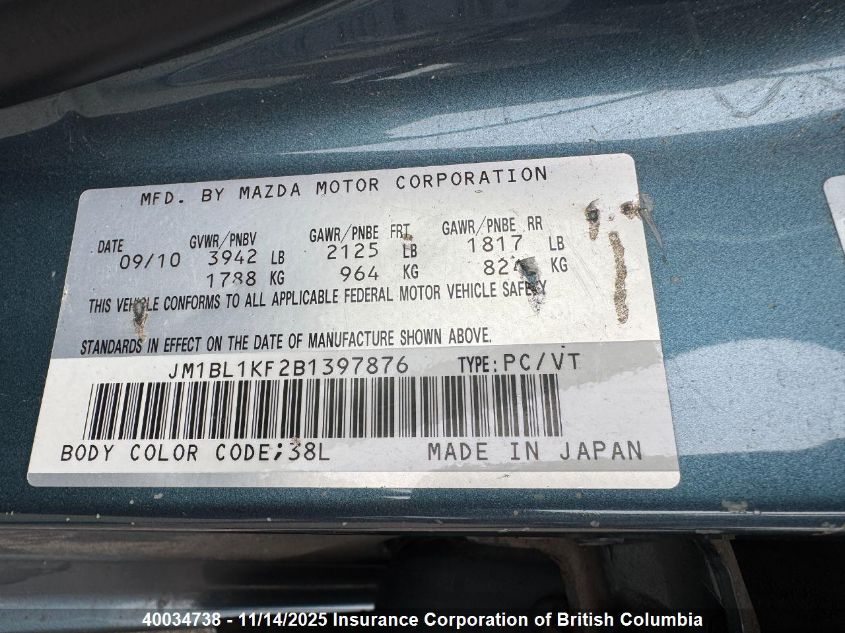 MFD. BY MAZDA MOTOR CORPORATION
DATE GVWR/PNBV GAWR/PNBE FRT GAWR/PNBE RR
09/10 3942 LB 2125 LB 1817 LB
1788 KG 964 KG KG
THIS VEHICLE CONFORMS TO ALL APPLICABLE FEDERAL MOTOR VEHICLE SAFETY
STANDARDS IN EFFECT ON THE DATE OF MANUFACTURE SHOWN ABOVE.
JM1BL1KF2B1397876 TYPE:PC/VT
BODY COLOR CODE;38L MADE IN JAPAN
40034738 - 11/14/2025 Insurance Corporation of British Columbia